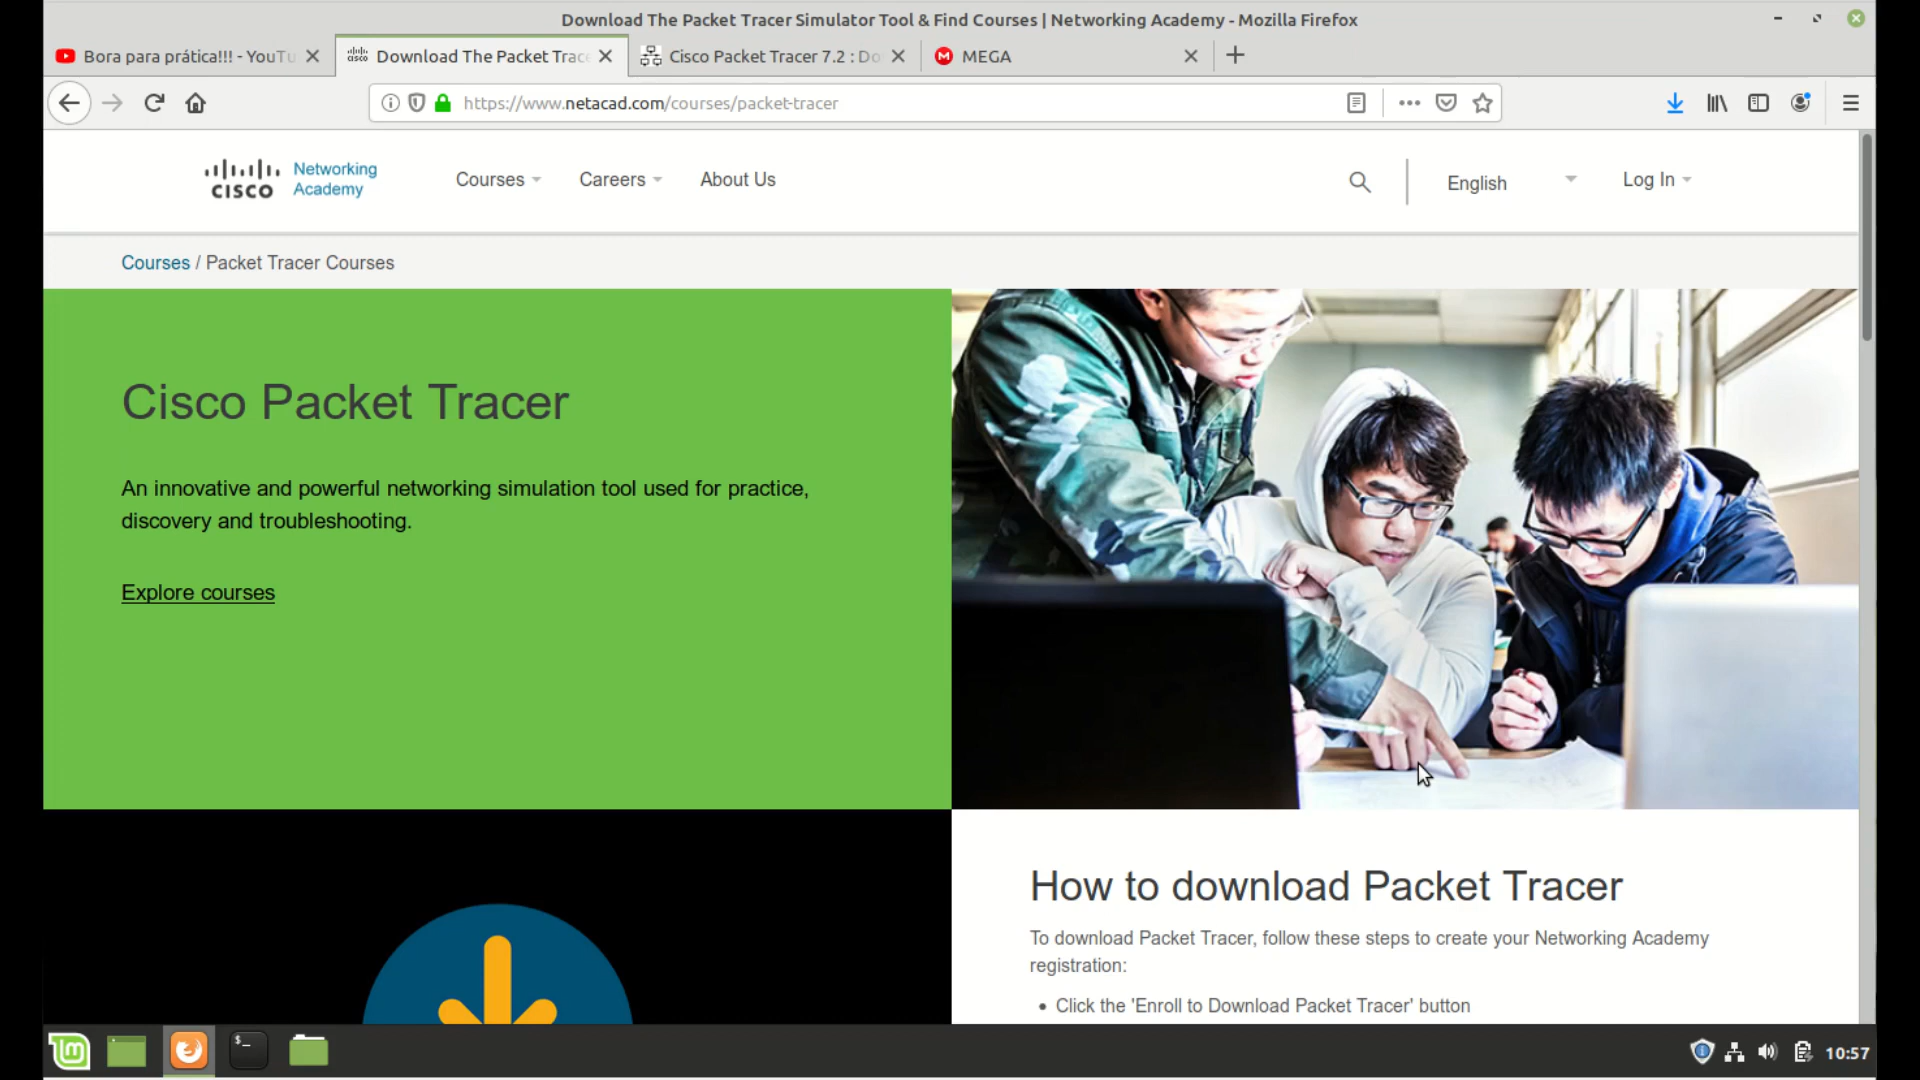 Download The Packet Tracer Simulator Tool & Find Courses | Networking Academy - Mozilla Firefox
Bora para prática!!! - YouTu
Download The Packet Trace
Cisco Packet Tracer 7.2 : Do
MEGA
https://www.netacad.com/courses/packet-tracer
CISCO
Networking
Academy
Courses
Careers
About Us
English
Log In
Courses / Packet Tracer Courses
Cisco Packet Tracer
An innovative and powerful networking simulation tool used for practice,
discovery and troubleshooting.
Explore courses
How to download Packet Tracer
To download Packet Tracer, follow these steps to create your Networking Academy
registration:
• Click the 'Enroll to Download Packet Tracer' button
10:57